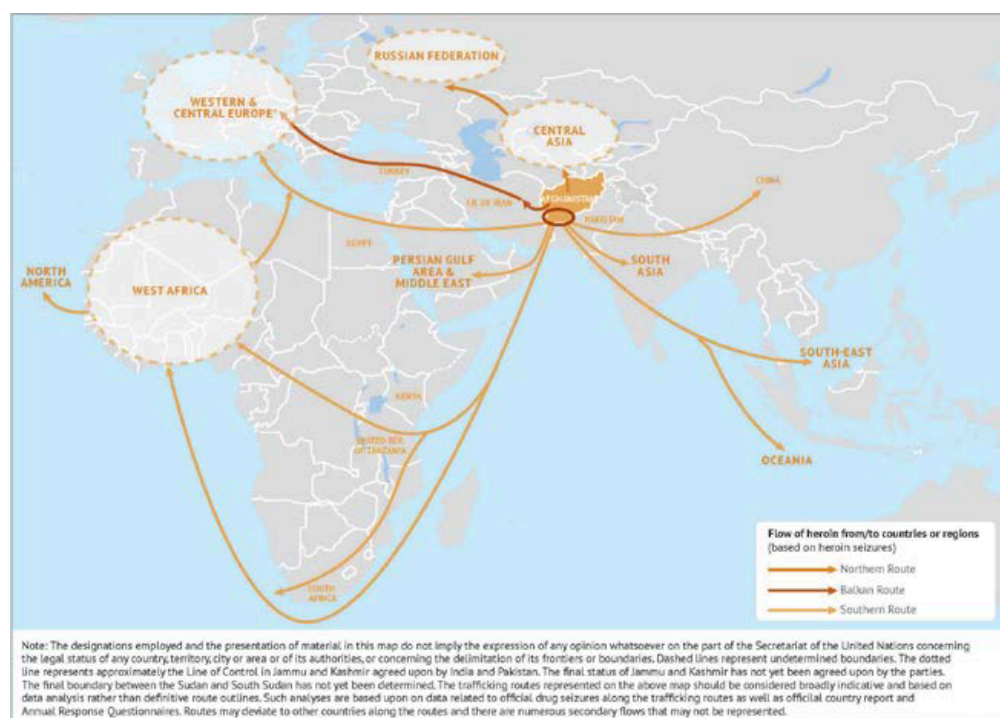 RUSSIAN FEDERATION
WESTERN &
CENTRAL EUROPE*
CENTRAL
ASIA
TURKEY
AFGHANISTAN
I.R. OF IRAN
PAKISTAN
CHINA
EGYPT
SOUTH
ASIA
PERSIAN GULF
AREA &
MIDDLE EAST
NORTH
AMERICA
WEST AFRICA
SOUTH-EAST
ASIA
KENYA
UNITED REP.
OF TANZANIA
OCEANIA
SOUTH
AFRICA
Flow of heroin from/to countries or regions
(based on heroin seizures)
Northern Route
Balkan Route
Southern Route
Note: The designations employed and the presentation of material in this map do not imply the expression of any opinion whatsoever on the part of the Secretariat of the United Nations concerning
the legal status of any country, territory, city or area or of its authorities, or concerning the delimitation of its frontiers or boundaries. Dashed lines represent undetermined boundaries. The dotted
line represents approximately the Line of Control in Jammu and Kashmir agreed upon by India and Pakistan. The final status of Jammu and Kashmir has not yet been agreed upon by the parties.
The final boundary between the Sudan and South Sudan has not yet been determined. The trafficking routes represented on the above map should be considered broadly indicative and based on
data analysis rather than definitive route outlines. Such analyses are based upon on data related to official drug seizures along the trafficking routes as well as official country report and
Annual Response Questionnaires. Routes may deviate to other countries along the routes and there are numerous secondary flows that may not be represented.